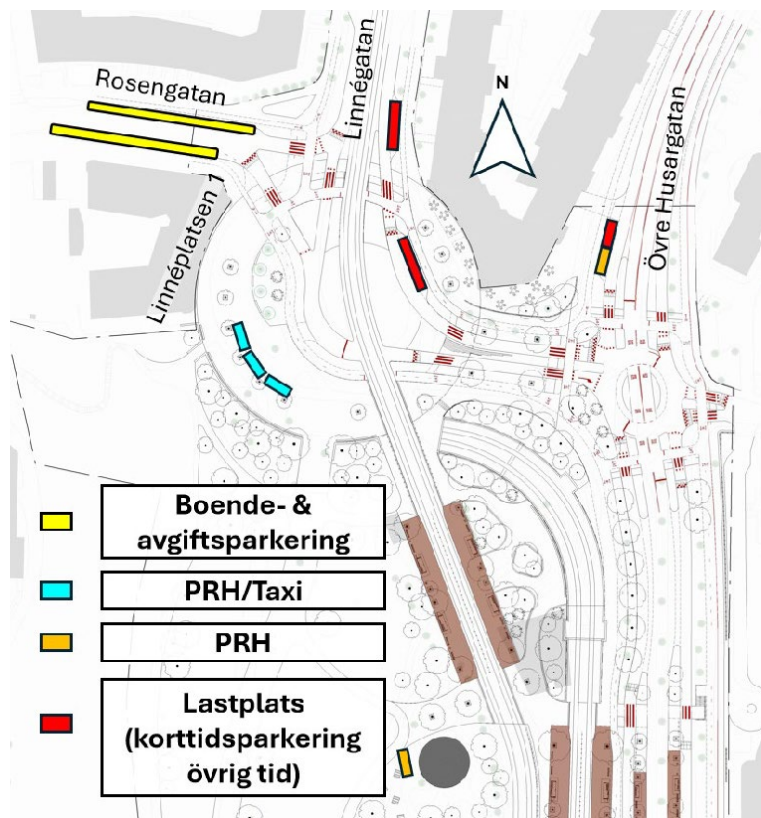 Rosengatan
Linnégatan
N
Övre Husargatan
Linnéplatsen 1
Boende- &
avgiftsparkering
PRH/Taxi
PRH
Lastplats
(korttidsparkering
övrig tid)